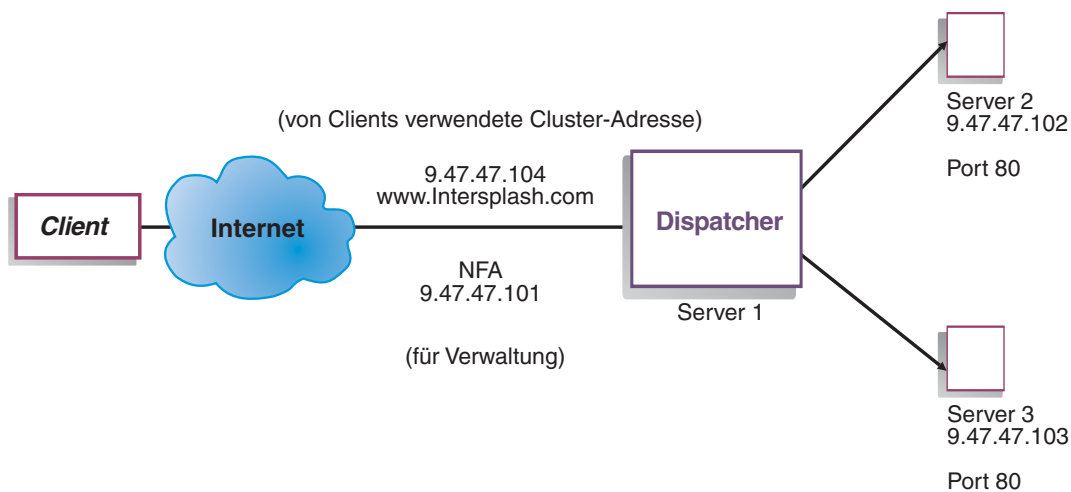 (von Clients verwendete Cluster-Adresse)
9.47.47.104
www.Intersplash.com
Client
Internet
NFA
9.47.47.101
(für Verwaltung)
Dispatcher
Server 1
Server 2
9.47.47.102
Port 80
Server 3
9.47.47.103
Port 80